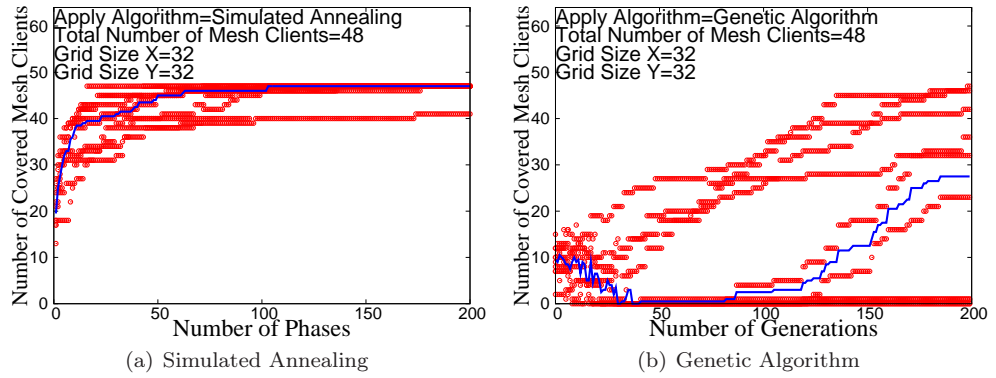 Apply Algorithm=Simulated Annealing
Total Number of Mesh Clients=48
Grid Size X=32
Grid Size Y=32
Number of Covered Mesh Clients
60
50
40
30
20
10
0
0 50 100 150 200
Number of Phases
(a) Simulated Annealing
Apply Algorithm=Genetic Algorithm
Total Number of Mesh Clients=48
Grid Size X=32
Grid Size Y=32
Number of Covered Mesh Clients
60
50
40
30
20
10
0
0 50 100 150 200
Number of Generations
(b) Genetic Algorithm